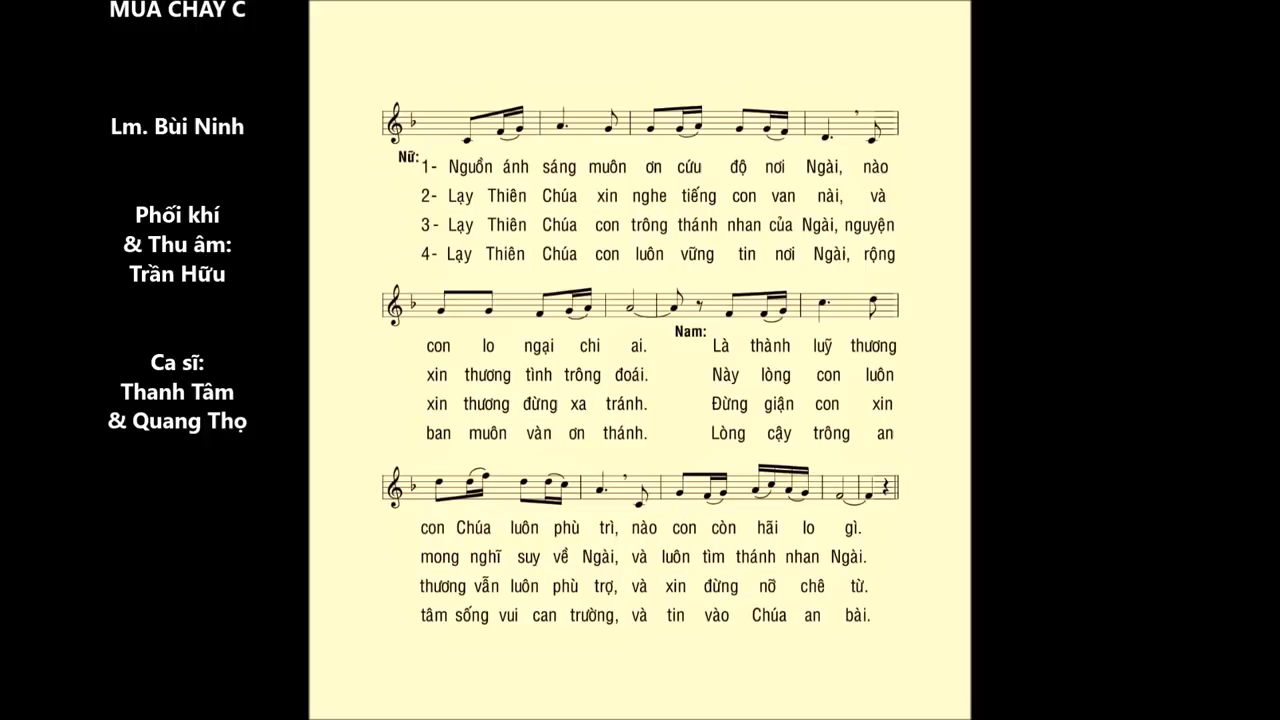 MÙA CHAY C
Lm. Bùi Ninh
Phối khí
& Thu âm:
Trần Hữu
Ca sĩ:
Thanh Tâm
& Quang Thọ
Nữ:
1- Nguồn ánh sáng muôn ơn cứu độ nơi Ngài, nào
2- Lạy Thiên Chúa xin nghe tiếng con van nài, và
3- Lạy Thiên Chúa con trông thánh nhan của Ngài, nguyện
4- Lạy Thiên Chúa con luôn vững tin nơi Ngài, rộng
Nam:
con lo ngại chi ai. Là thành luỹ thương
xin thương tình trông đoái. Này lòng con luôn
xin thương đừng xa tránh. Đừng giận con xin
ban muôn vàn ơn thánh. Lòng cậy trông an
con Chúa luôn phù trì, nào con còn hãi lo gì.
mong nghĩ suy về Ngài, và luôn tìm thánh nhan Ngài.
thương vẫn luôn phù trợ, và xin đừng nỡ chê từ.
tâm sống vui can trường, và tin vào Chúa an bài.